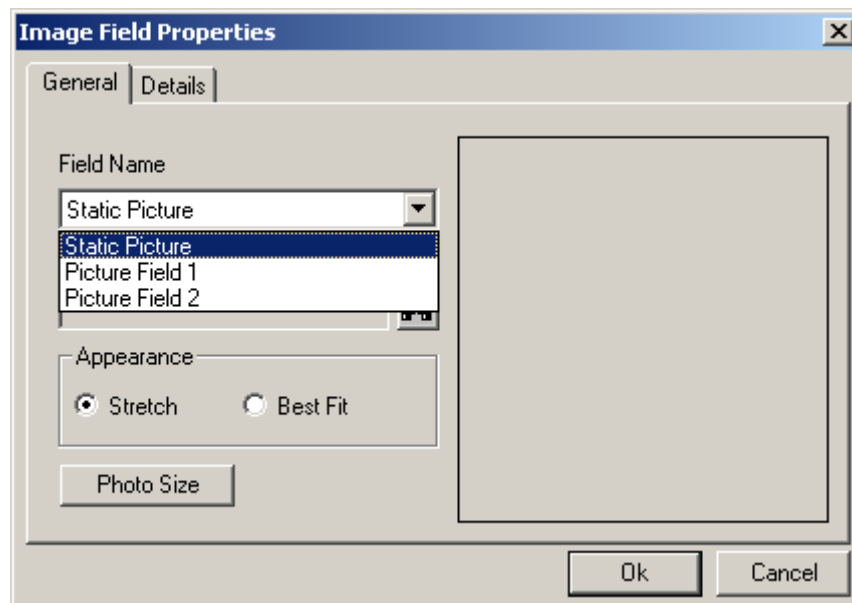 Image Field Properties
General Details
Field Name
Static Picture
Static Picture
Picture Field 1
Picture Field 2
Appearance
Stretch Best Fit
Photo Size
Ok Cancel